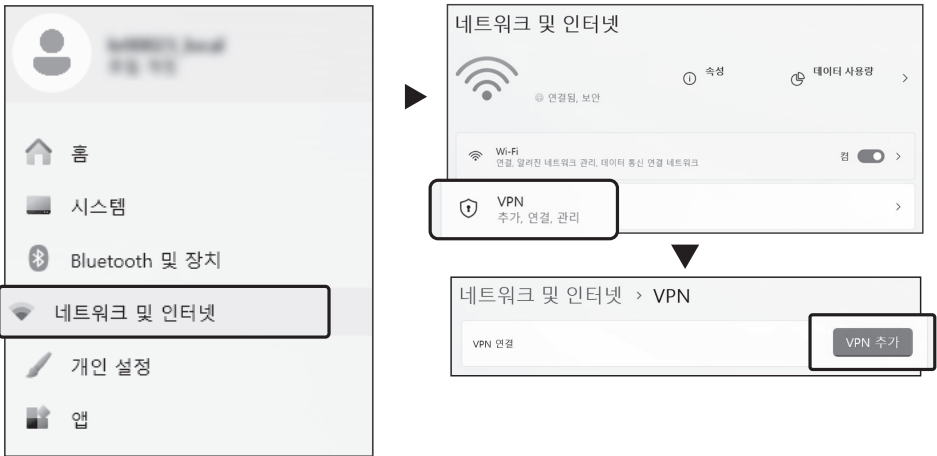 홈
시스템
Bluetooth 및 장치
네트워크 및 인터넷
개인 설정
앱
네트워크 및 인터넷
속성
데이터 사용량
연결됨, 보안
Wi-Fi
연결, 알려진 네트워크 관리, 데이터 통신 연결 네트워크
컴
VPN
추가, 연결, 관리
네트워크 및 인터넷 > VPN
VPN 연결
VPN 추가